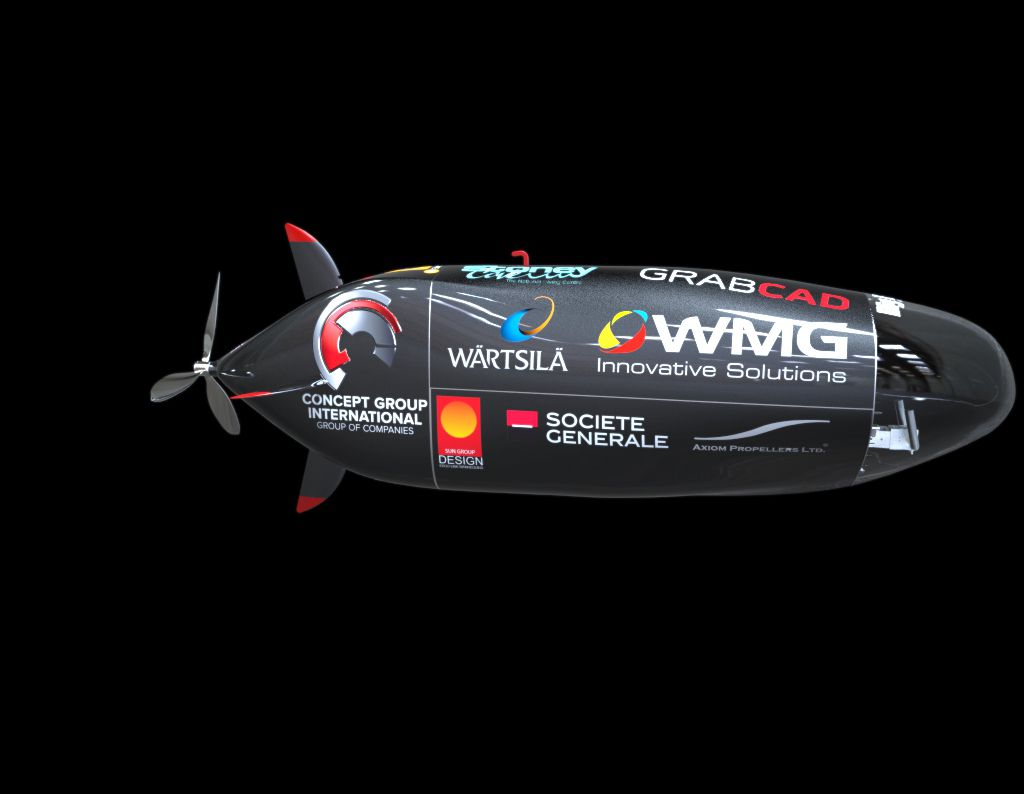 GRABCAD
WÄRTSILÄ
WMG
Innovative Solutions
CONCEPT GROUP
INTERNATIONAL
GROUP OF COMPANIES
SUN GROUP
DESIGN
SOCIETE
GENERALE
AXIOM PROPELLERS LTD.